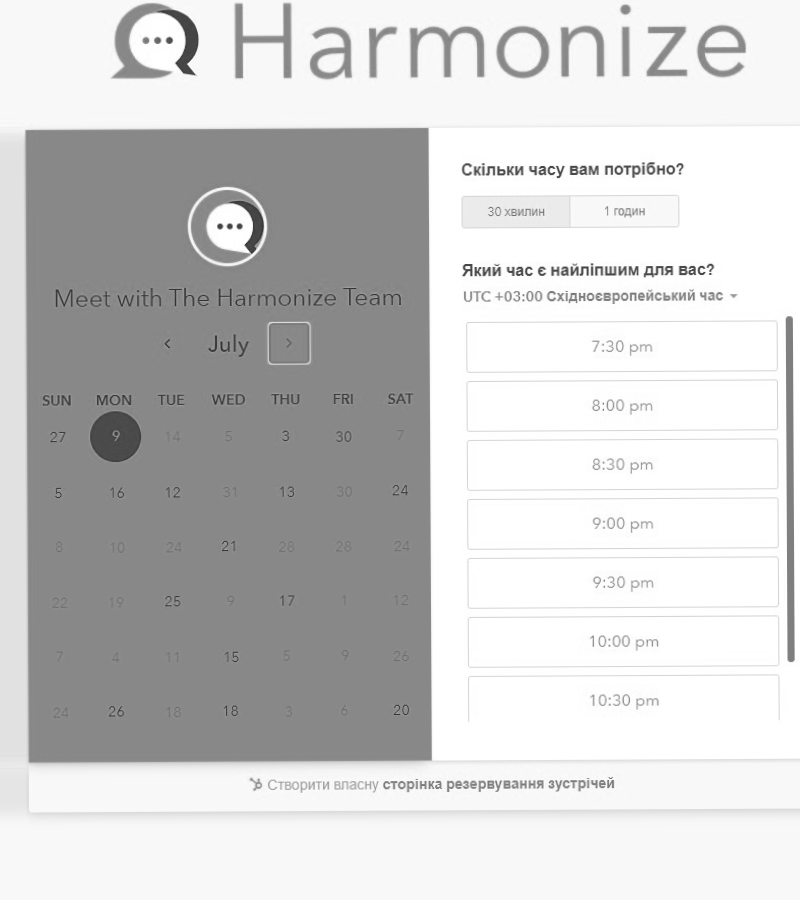 Harmonize
Meet with The Harmonize Team
July
SUN MON TUE WED THU FRI SAT
27 9 14 5 3 30 7
5 16 12 31 13 30 24
8 10 24 21 28 28 24
22 19 25 9 17 1 12
7 4 11 15 5 9 26
24 26 18 18 3 6 20
Скільки часу вам потрібно?
30 хвилин 1 годин
Який час є найліпшим для вас?
UTC +03:00 Східноєвропейський час
7:30 pm
8:00 pm
8:30 pm
9:00 pm
9:30 pm
10:00 pm
10:30 pm
Створити власну сторінка резервування зустрічей